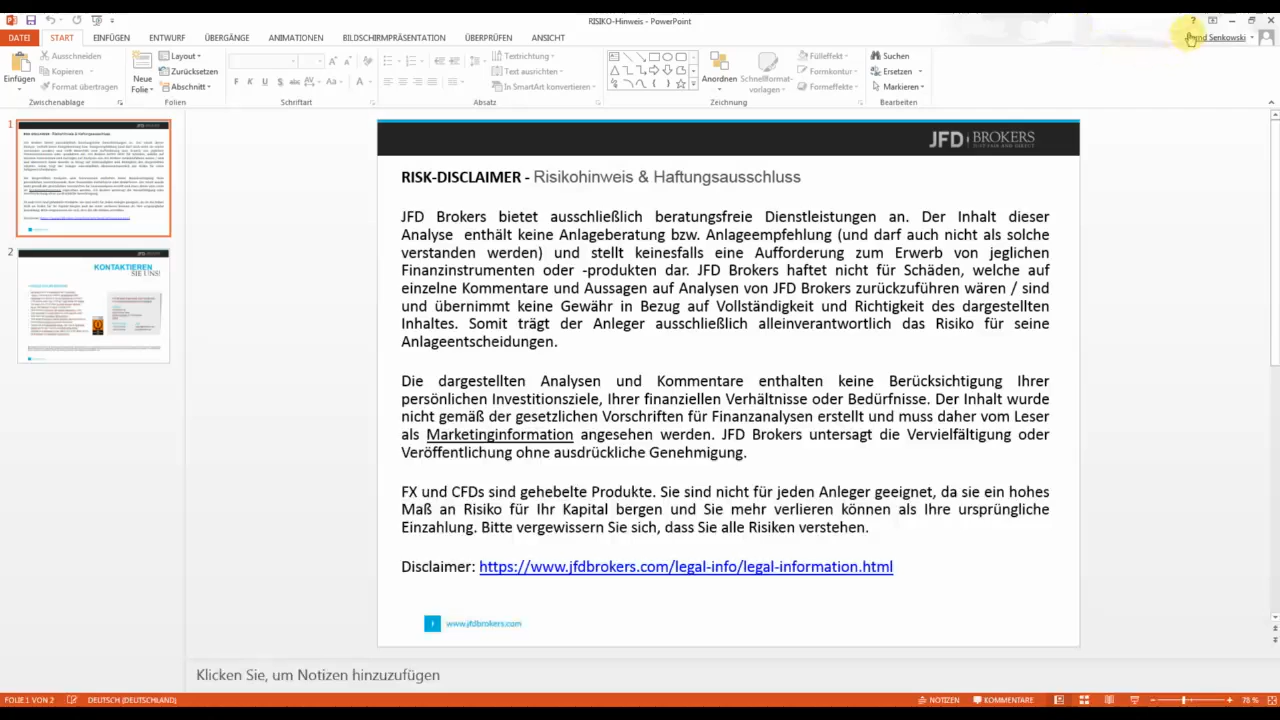 RISIKO-Hinweis - PowerPoint
DATEI START EINFÜGEN ENTWURF ÜBERGÄNGE ANIMATIONEN BILDSCHIRMPRÄSENTATION ÜBERPRÜFEN ANSICHT Senkowski
Einfügen
Ausschneiden
Kopieren
Format übertragen
Zwischenablage
Neue Folie
Layout
Zurücksetzen
Abschnitt
Folien
F K U S abc AV Aa A
Schriftart
Textrichtung
Text ausrichten
In SmartArt konvertieren
Absatz
Anordnen
Schnellformat-
vorlagen
Fülleffekt
Formkontur
Formeffekte
Zeichnung
Suchen
Ersetzen
Markieren
Bearbeiten
1
2
KONTAKTIEREN
SIE UNS!
JFD BROKERS
JUST FAIR AND DIRECT
RISK-DISCLAIMER - Risikohinweis & Haftungsausschluss
JFD Brokers bietet ausschließlich beratungsfreie Dienstleistungen an. Der Inhalt dieser
Analyse enthält keine Anlageberatung bzw. Anlageempfehlung (und darf auch nicht als solche
verstanden werden) und stellt keinesfalls eine Aufforderung zum Erwerb von jeglichen
Finanzinstrumenten oder -produkten dar. JFD Brokers haftet nicht für Schäden, welche auf
einzelne Kommentare und Aussagen auf Analysen von JFD Brokers zurückzuführen wären / sind
und übernimmt keine Gewähr in Bezug auf Vollständigkeit und Richtigkeit des dargestellten
Inhaltes. Somit trägt der Anleger ausschließlich alleinverantwortlich das Risiko für seine
Anlageentscheidungen.
Die dargestellten Analysen und Kommentare enthalten keine Berücksichtigung Ihrer
persönlichen Investitionsziele, Ihrer finanziellen Verhältnisse oder Bedürfnisse. Der Inhalt wurde
nicht gemäß der gesetzlichen Vorschriften für Finanzanalysen erstellt und muss daher vom Leser
als Marketinginformation angesehen werden. JFD Brokers untersagt die Vervielfältigung oder
Veröffentlichung ohne ausdrückliche Genehmigung.
FX und CFDs sind gehebelte Produkte. Sie sind nicht für jeden Anleger geeignet, da sie ein hohes
Maß an Risiko für Ihr Kapital bergen und Sie mehr verlieren können als Ihre ursprüngliche
Einzahlung. Bitte vergewissern Sie sich, dass Sie alle Risiken verstehen.
Disclaimer: https://www.jfdbrokers.com/legal-info/legal-information.html
www.jfdbrokers.com
Klicken Sie, um Notizen hinzuzufügen
FOLIE 1 VON 2 DEUTSCH (DEUTSCHLAND) NOTIZEN KOMMENTARE 78 %